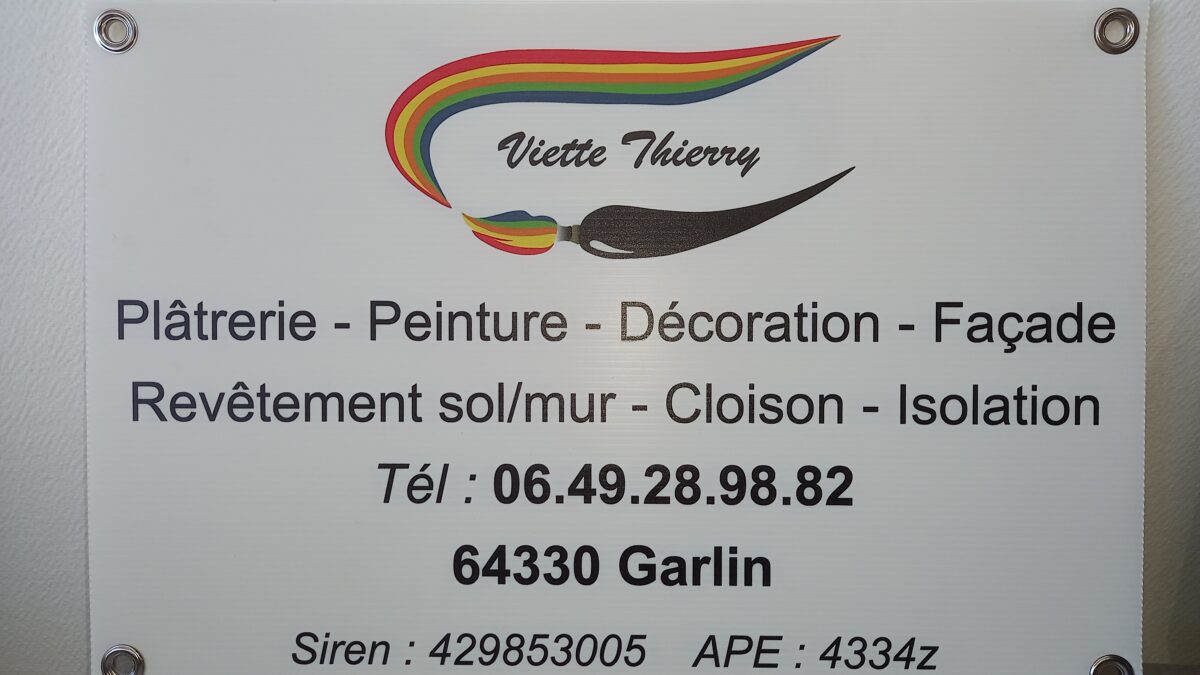 Viette Thierry
Plâtrerie - Peinture - Décoration - Façade
Revêtement sol/mur - Cloison - Isolation
Tél : 06.49.28.98.82
64330 Garlin
Siren : 429853005 APE : 4334z